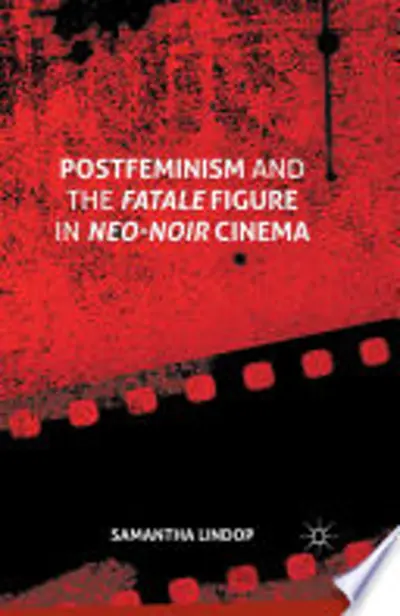 POSTFEMINISM AND
THE FATALE FIGURE
IN NEO-NOIR CINEMA
SAMANTHA LINDOP